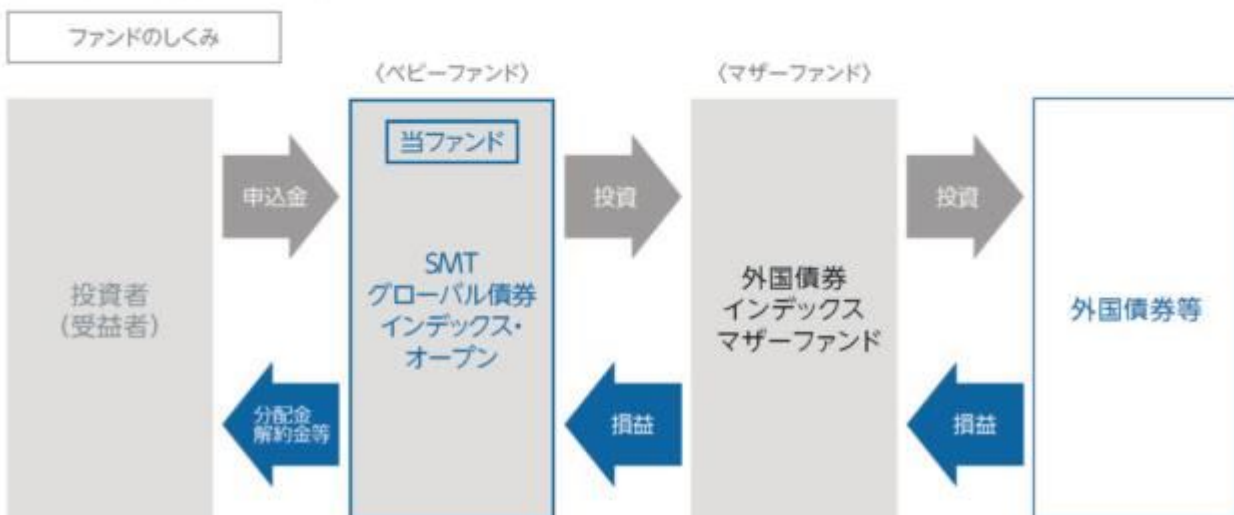 ファンドのしくみ
〈ベビーファンド〉
〈マザーファンド〉
投資者
(受益者)
申込金
分配金
解約金等
当ファンド
SMT
グローバル債券
インデックス・
オープン
投資
損益
外国債券
インデックス
マザーファンド
投資
損益
外国債券等